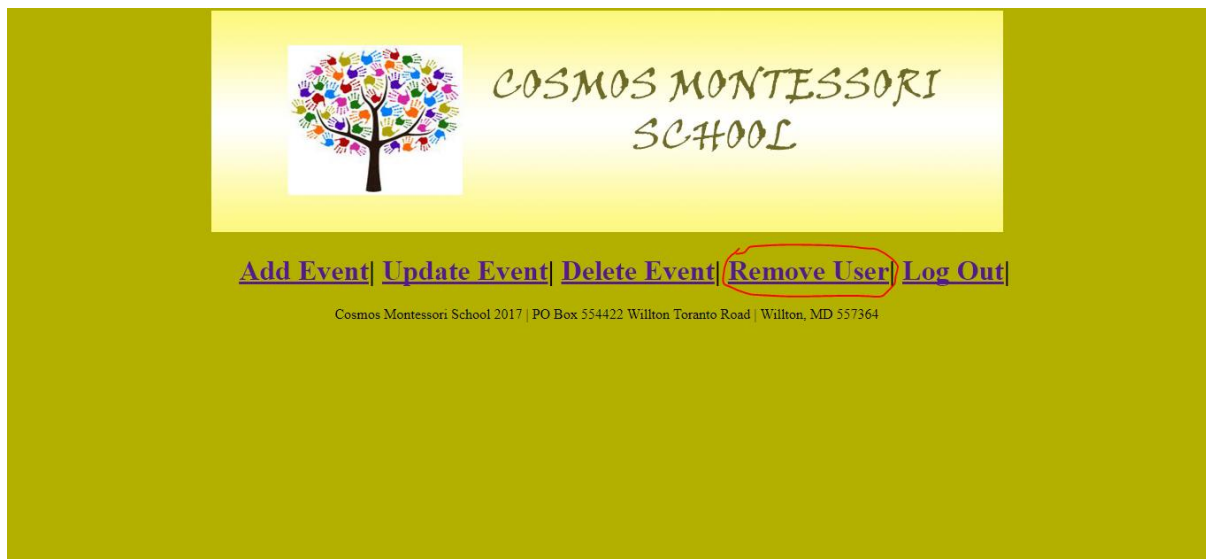 COSMOS MONTESSORI
SCHOOL
Add Event| Update Event| Delete Event| Remove User| Log Out|
Cosmos Montessori School 2017 | PO Box 554422 Willton Toranto Road | Willton, MD 557364